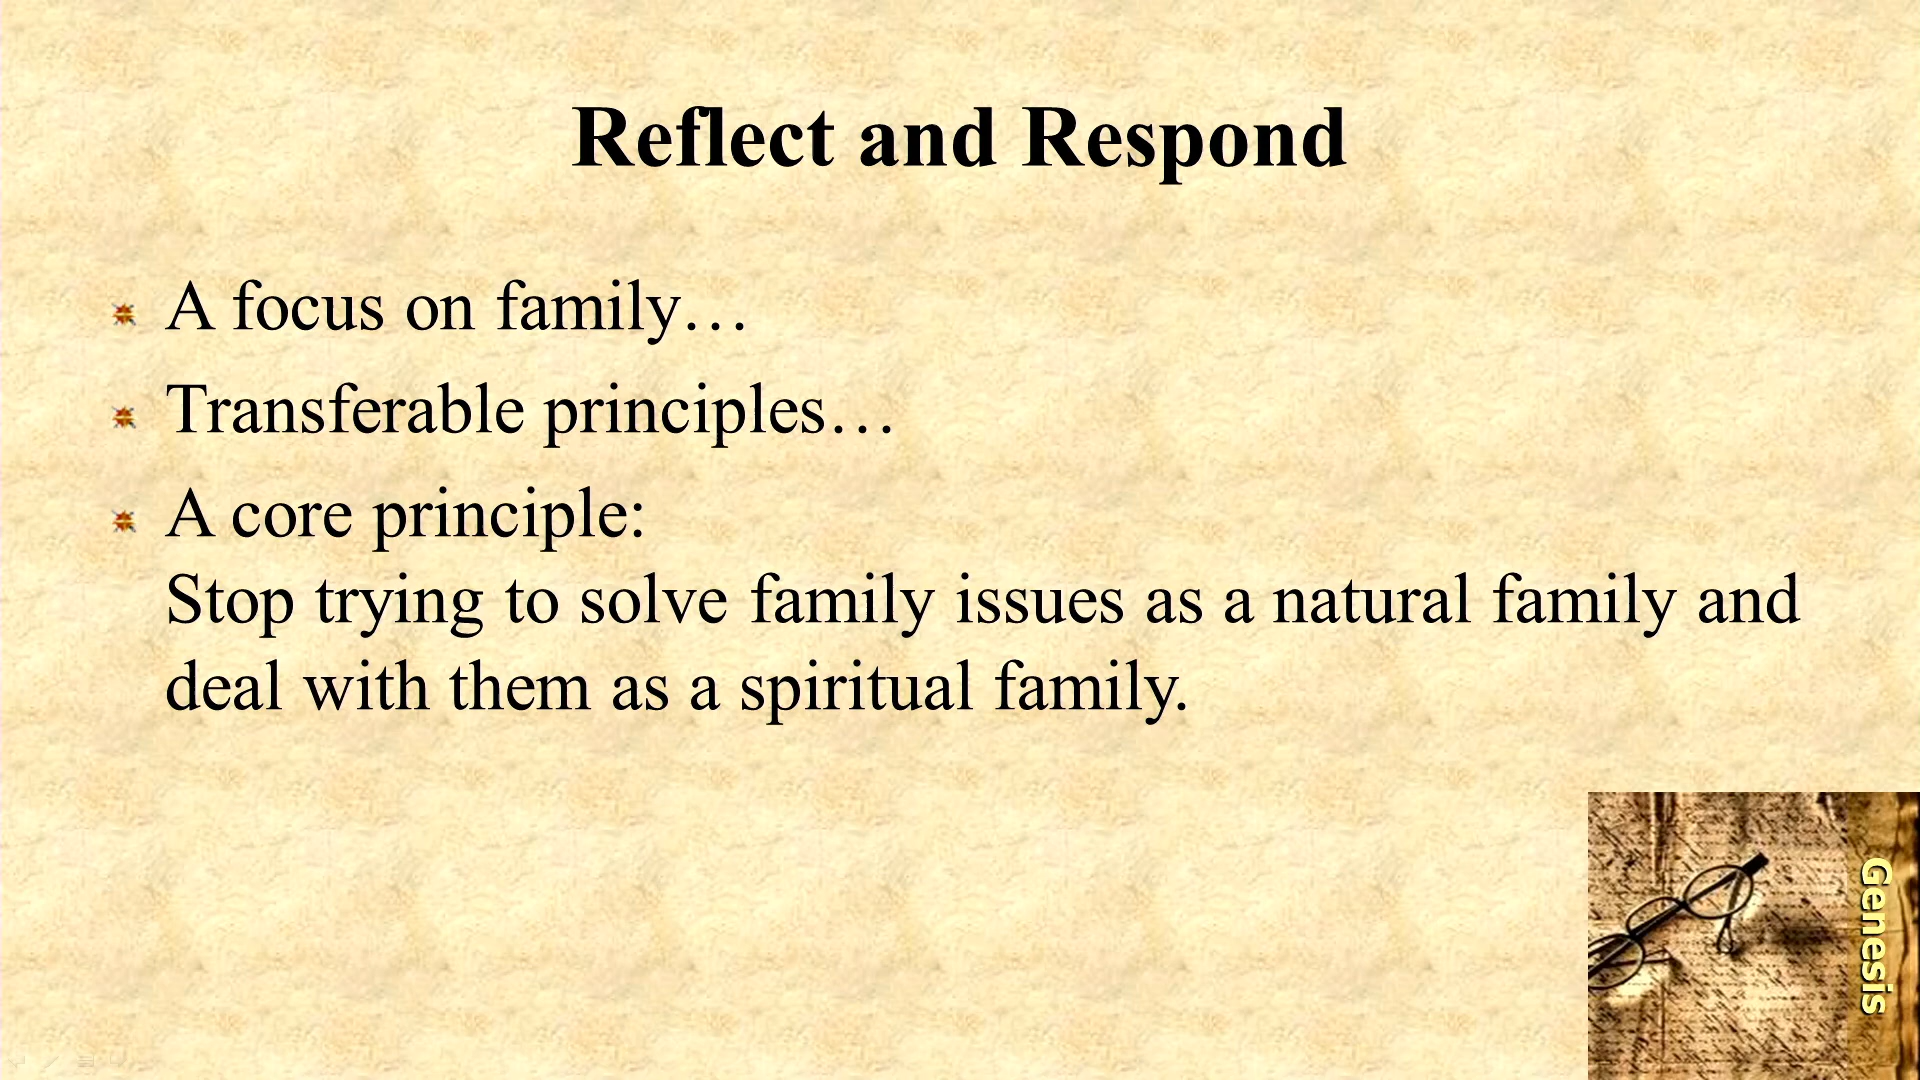 Reflect and Respond
A focus on family…
Transferable principles…
A core principle:
Stop trying to solve family issues as a natural family and
deal with them as a spiritual family.
Genesis